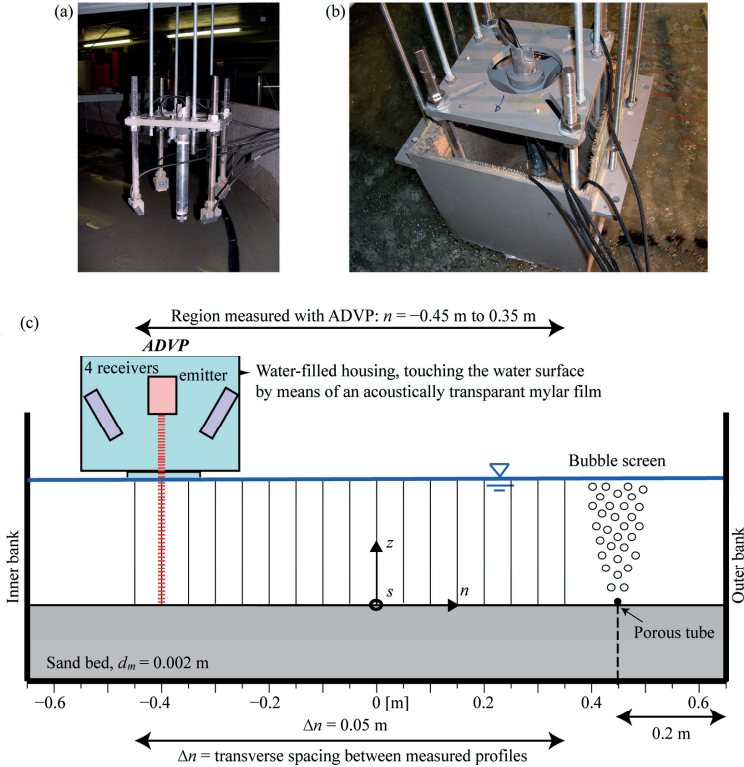 (a)
(b)
(c)
Region measured with ADVP: n = −0.45 m to 0.35 m
ADVP
4 receivers
emitter
Water-filled housing, touching the water surface
by means of an acoustically transparant mylar film
Bubble screen
Inner bank
Outer bank
z
s
n
Porous tube
Sand bed, dm = 0.002 m
−0.6
−0.4
−0.2
0 [m]
0.2
0.4
0.6
Δn = 0.05 m
0.2 m
Δn = transverse spacing between measured profiles